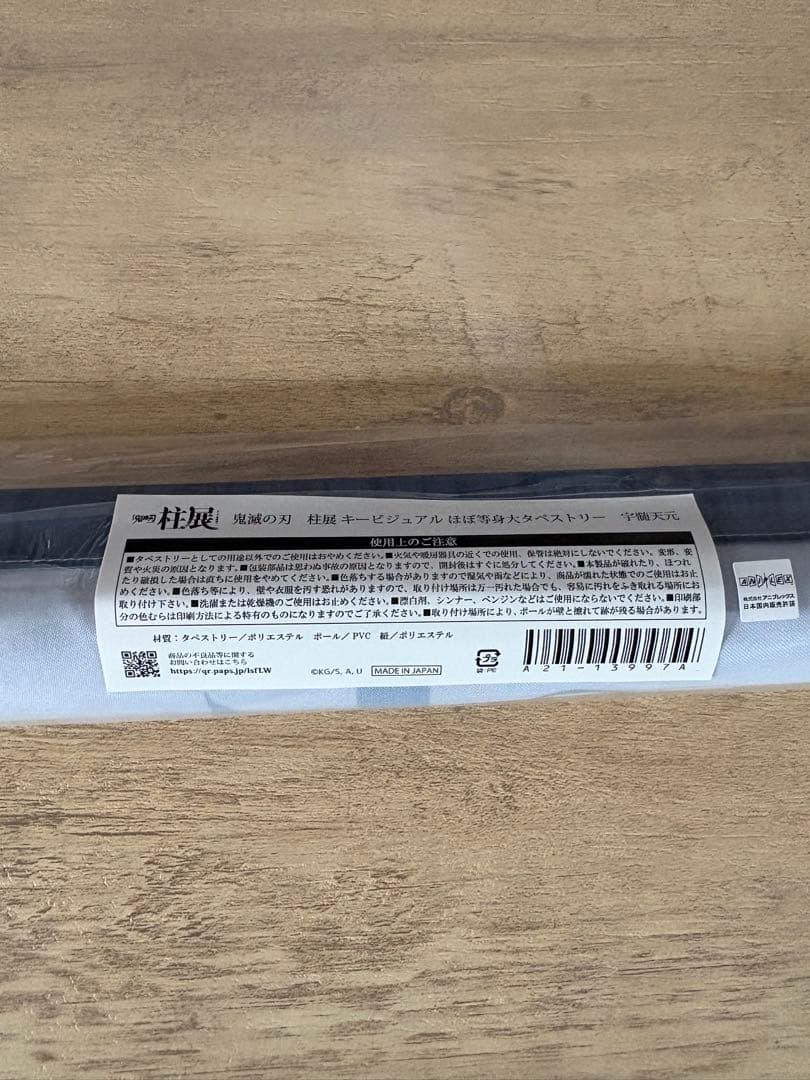 柱展 鬼滅の刃 柱展 キービジュアル ほぼ等身大タペストリー 宇髄天元
使用上のご注意
■タペストリーとしての用途以外でのご使用はおやめください。■火気や暖房器具の近くでの使用、保管は絶対にしないでください。変形、変
質や火災の原因となります。■包装部品は思わぬ事故の原因となりますので、開封後はすぐに処分してください。■本製品が破れたり、ほつれ
たり破損した場合は直ちに使用をやめてください。■色落ちする場合がありますので湿気や雨などにより、商品が濡れた状態でのご使用はお止
めください。■色落ち等により、壁や衣服を汚す恐れがありますので、取り付け場所は万一汚れた場合でも、容易に汚れをふき取れる場所にお
取り付け下さい。■洗濯または乾燥機のご使用はお止めください。■漂白剤、シンナー、ベンジンなどはご使用にならないでください。■印刷部
分の色むらは印刷方法による特有のものになりますのでご了承ください。■取り付け場所により、ポールが壁と擦れて跡が残る場合があります。
材質：タペストリー/ポリエステル ポール/PVC 紐/ポリエステル
商品の不良品等に関する
お問い合わせはこちら
https://qr.paps.jp/isfLW
©KG/S, A, U
MADE IN JAPAN
プラ
袋:PE
A21-13997A
ANIPLEX
株式会社アニプレックス
日本国内販売許諾